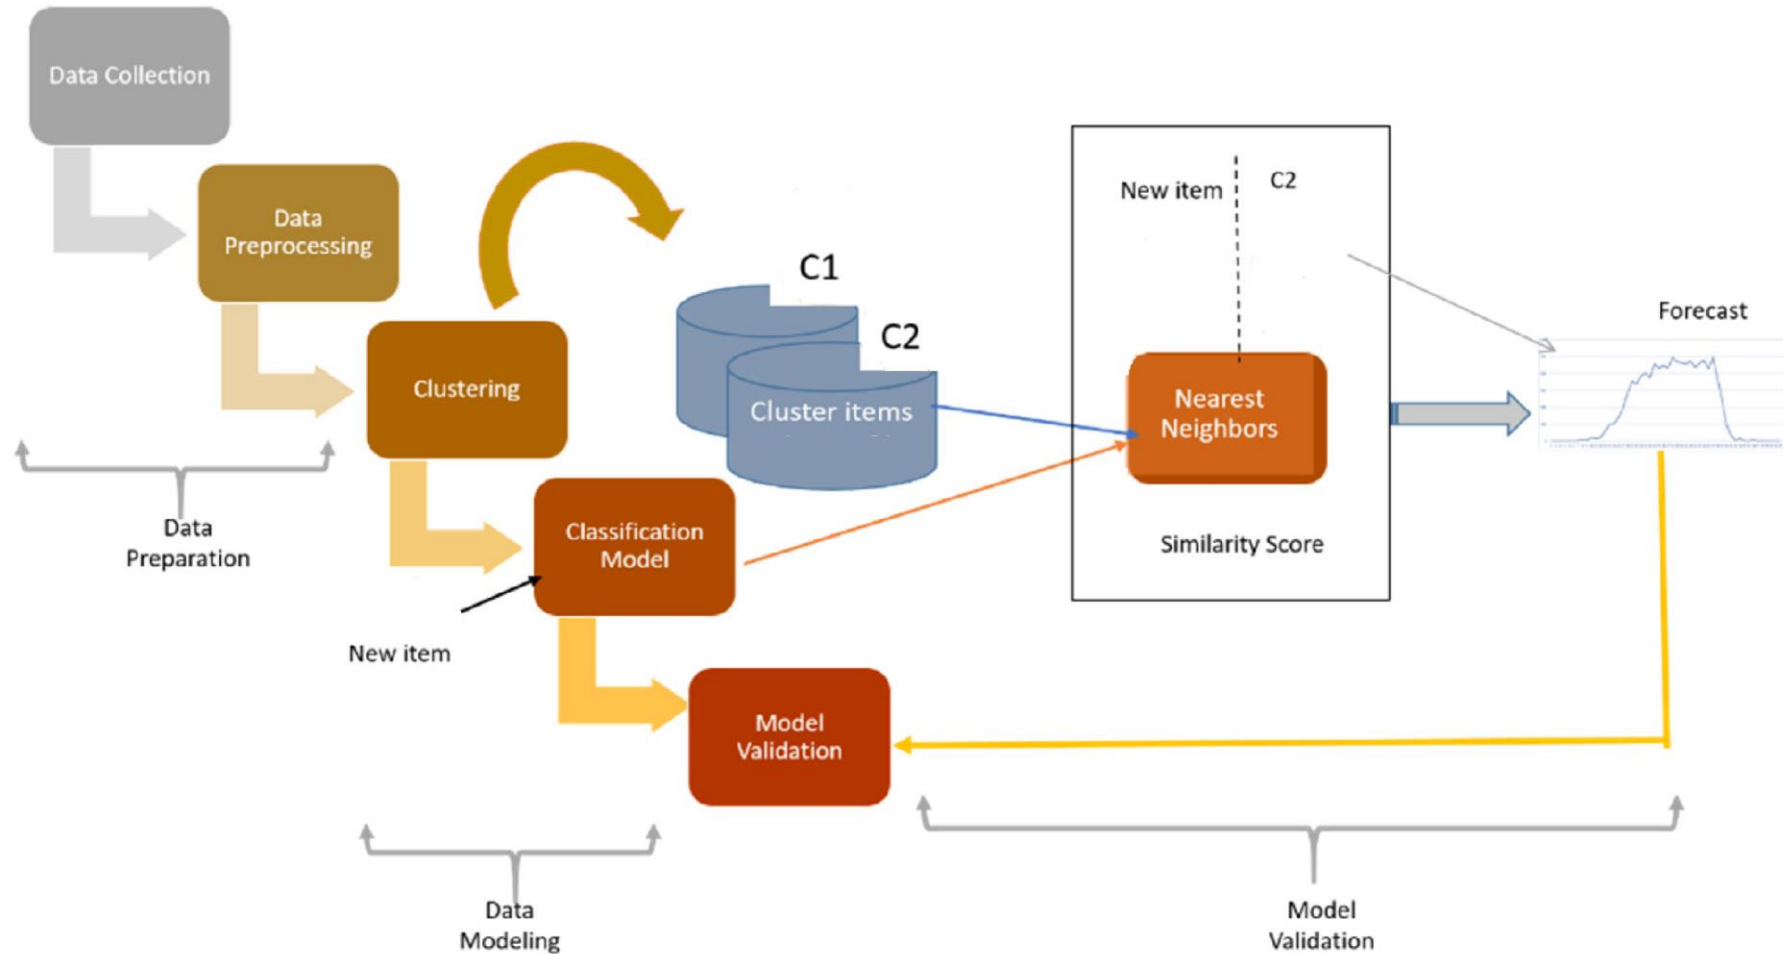 Data Collection
Data
Preprocessing
Clustering
C1
C2
Cluster items
New item
C2
Nearest
Neighbors
Similarity Score
Forecast
Data
Preparation
Classification
Model
New item
Model
Validation
Data
Modeling
Model
Validation